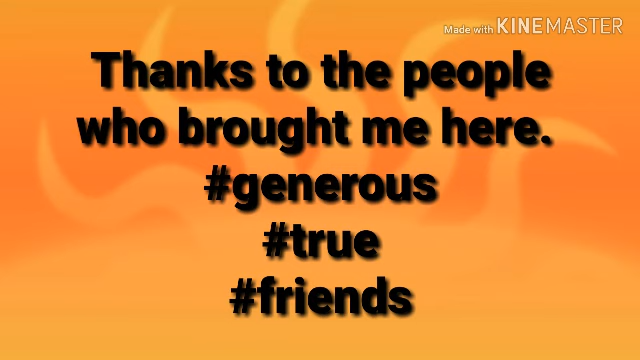 Made with KINEMASTER
Thanks to the people
who brought me here.
#generous
#true
#friends